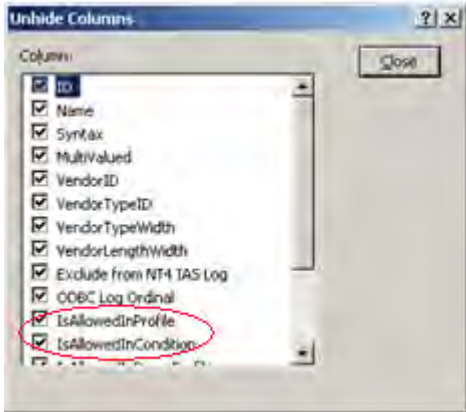 Unhide Columns
Column:
Close
ID
Name
Syntax
MultiValued
VendorID
VendorTypeID
VendorTypeWidth
VendorLengthWidth
Exclude from NT4 IAS Log
ODBC Log Ordinal
IsAllowedInProfile
IsAllowedInCondition